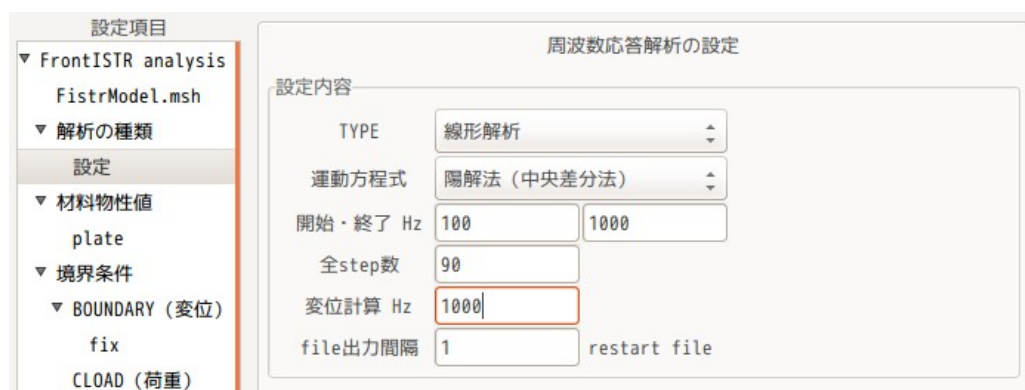 設定項目
FrontISTR analysis
FistrModel.msh
解析の種類
設定
材料物性値
plate
境界条件
BOUNDARY (変位)
fix
CLOAD (荷重)
周波数応答解析の設定
設定内容
TYPE 線形解析
運動方程式 陽解法 (中央差分法)
開始・終了 Hz 100 1000
全step数 90
変位計算 Hz 1000
file出力間隔 1 restart file